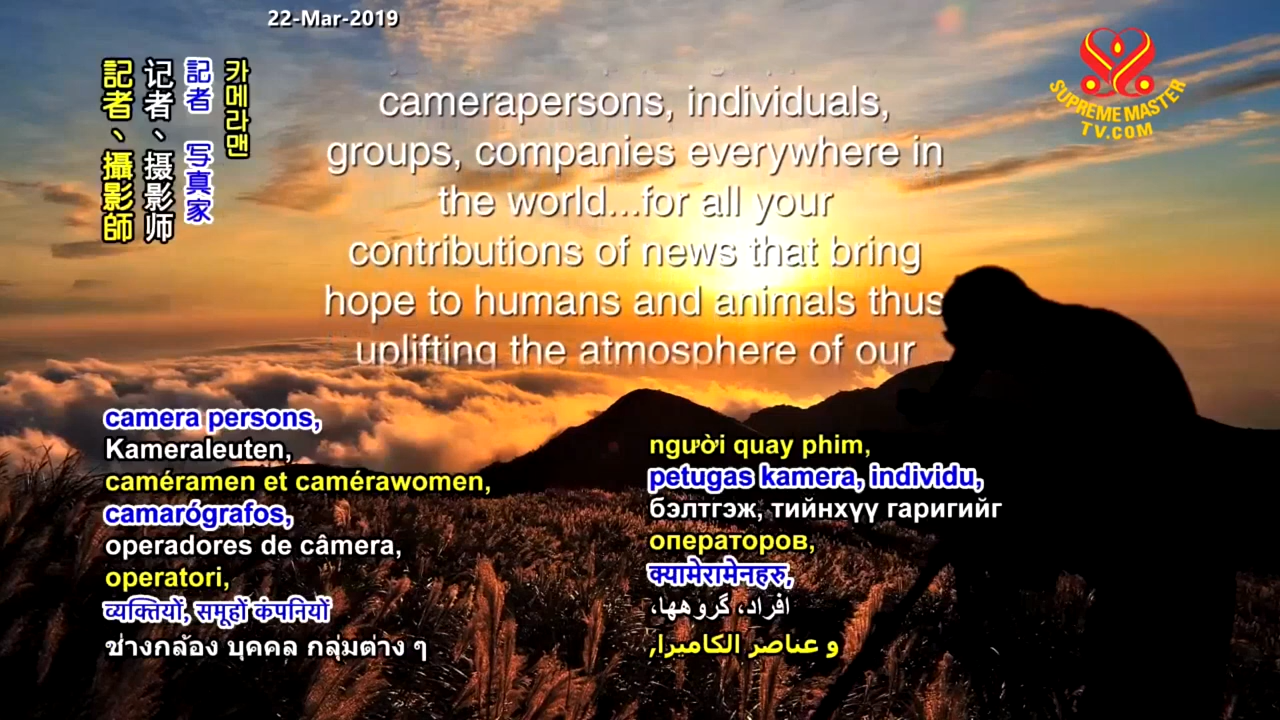 22-Mar-2019
SUPREME MASTER
TV.COM
記者、攝影師
记者、摄影师
記者 写真家
카메라맨
camerapersons, individuals,
groups, companies everywhere in
the world...for all your
contributions of news that bring
hope to humans and animals thus
uplifting the atmosphere of our
camera persons,
Kameraleuten,
caméramen et camérawomen,
camarógrafos,
operadores de câmera,
operatori,
व्यक्तियों, समूहों कंपनियों
ช่างกล้อง บุคคล กลุ่มต่าง ๆ
người quay phim,
petugas kamera, individu,
бэлтгэж, тийнхүү гаригийг
операторов,
क्यामेरामेनहरु,
افراد، گروهها،
و عناصر الكاميرا,